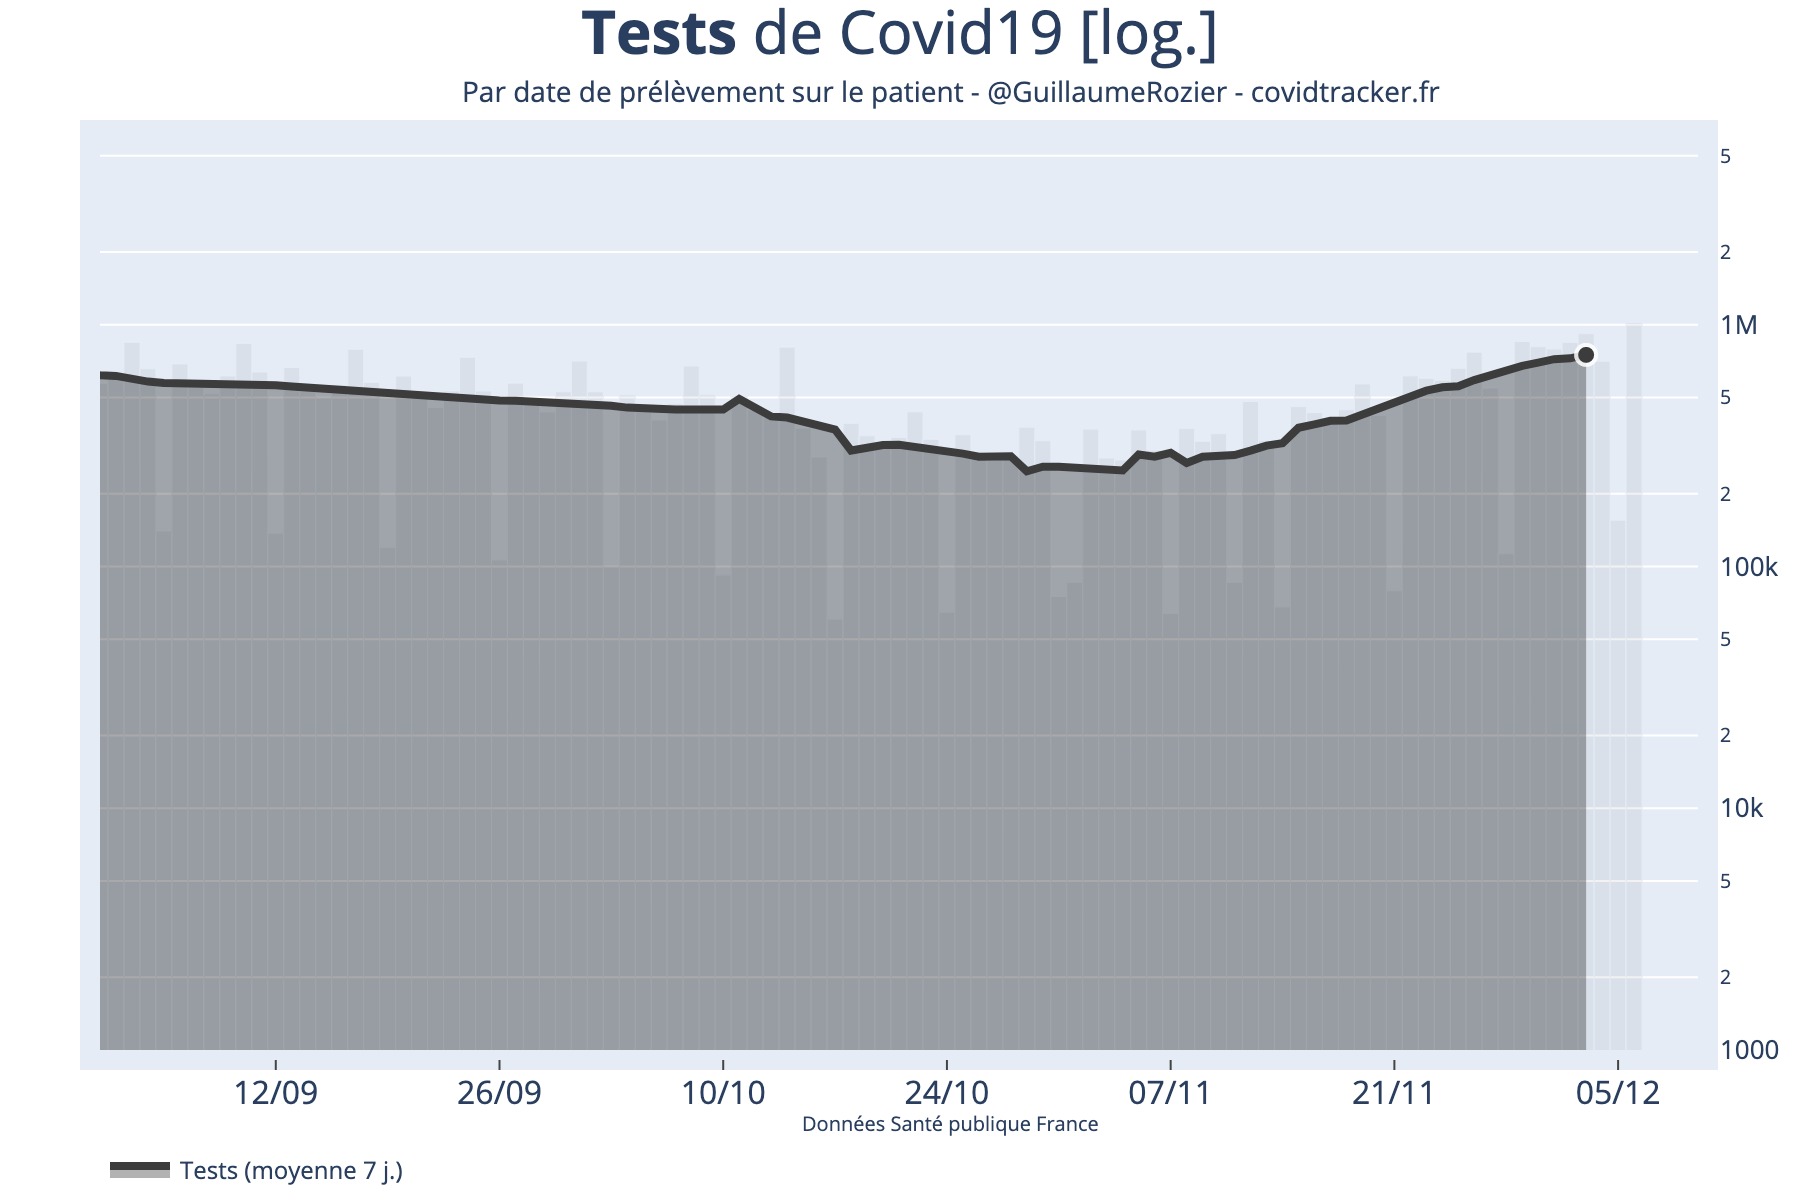 Tests de Covid19 [log.]
Par date de prélèvement sur le patient - @GuillaumeRozier - covidtracker.fr
5
2
1M
5
2
100k
5
2
10k
5
2
1000
12/09 26/09 10/10 24/10 07/11 21/11 05/12
Données Santé publique France
Tests (moyenne 7 j.)